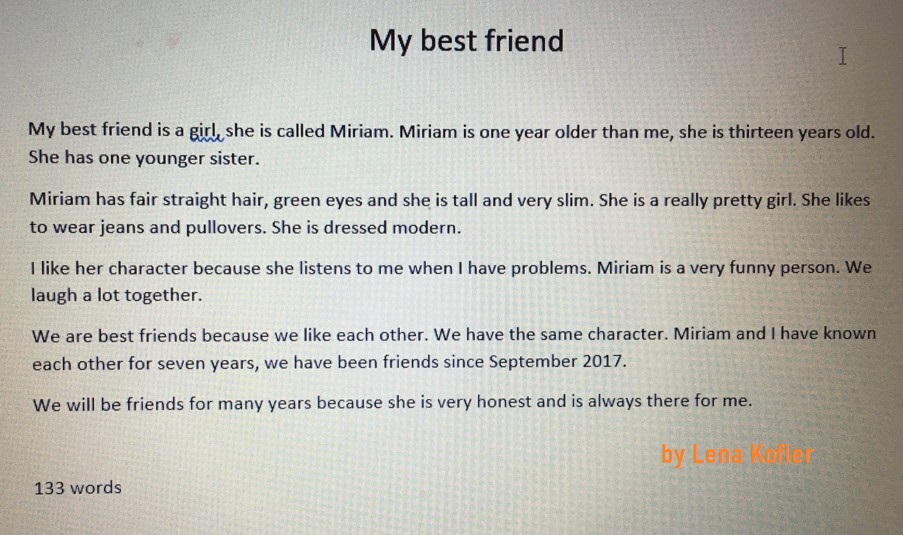 My best friend
My best friend is a girl, she is called Miriam. Miriam is one year older than me, she is thirteen years old.
She has one younger sister.
Miriam has fair straight hair, green eyes and she is tall and very slim. She is a really pretty girl. She likes
to wear jeans and pullovers. She is dressed modern.
I like her character because she listens to me when I have problems. Miriam is a very funny person. We
laugh a lot together.
We are best friends because we like each other. We have the same character. Miriam and I have known
each other for seven years, we have been friends since September 2017.
We will be friends for many years because she is very honest and is always there for me.
by Lena Kofler
133 words